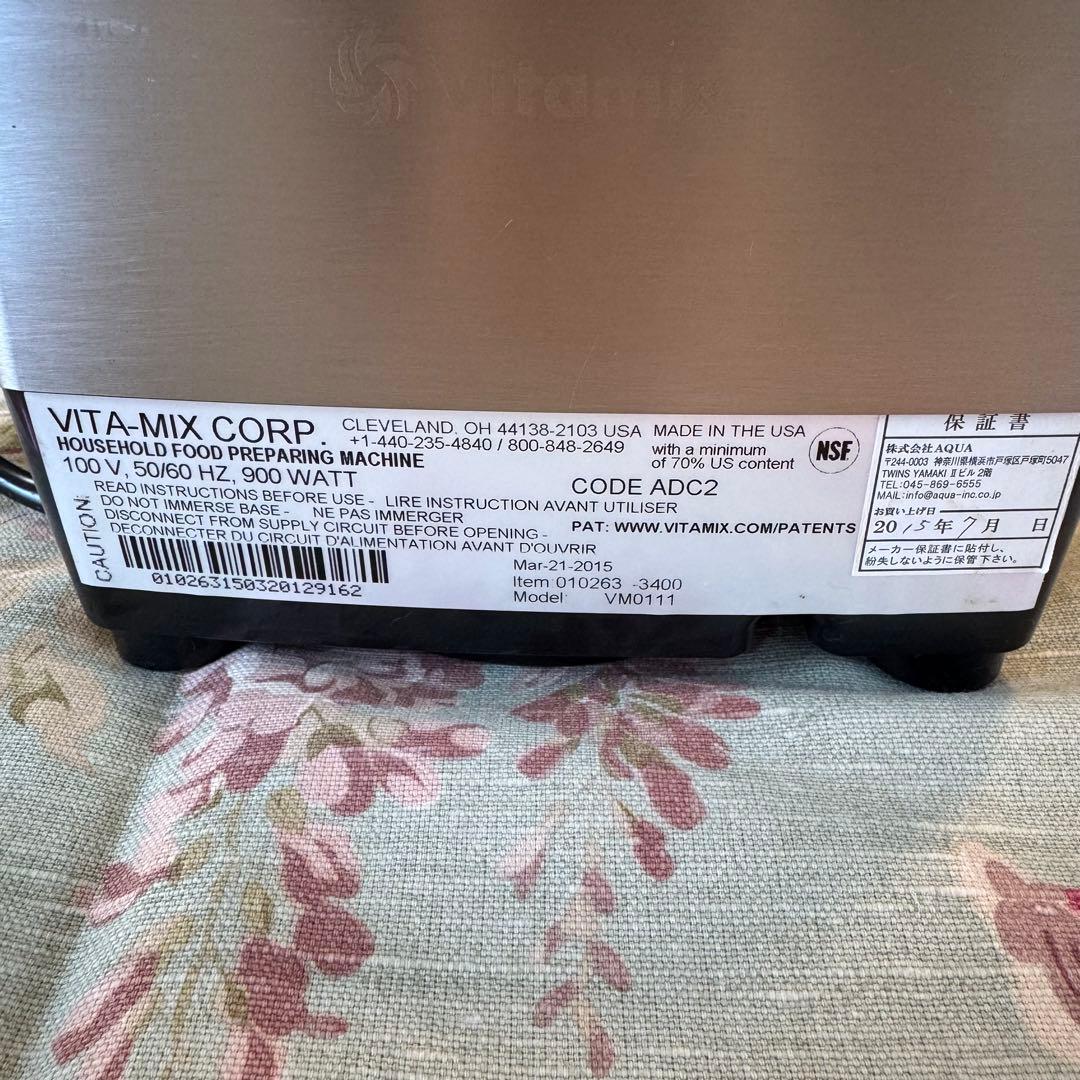 Vitamix
VITA-MIX CORP. CLEVELAND. OH 44138-2103 USA MADE IN THE USA
HOUSEHOLD FOOD PREPARING MACHINE +1-440-235-4840 / 800-848-2649 with a minimum
of 70% US content
NSF
100 V, 50/60 HZ, 900 WATT CODE ADC2
CAUTION:
READ INSTRUCTIONS BEFORE USE - LIRE INSTRUCTION AVANT UTILISER
DO NOT IMMERSE BASE - NE PAS IMMERGER
DISCONNECT FROM SUPPLY CIRCUIT BEFORE OPENING - PAT: WWW.VITAMIX.COM/PATENTS
DECONNECTER DU CIRCUIT D'ALIMENTATION AVANT D'OUVRIR
010263150320129162
Mar-21-2015
Item 010263 -3400
Model: VM0111
保証書
株式会社AQUA
〒244-0003 神奈川県横浜市戸塚区戸塚町5047
TWINS YAMAKI Ⅱビル 2階
TEL:045-869-6555
MAIL:info@aqua-inc.co.jp
お買い上げ日
2015年7月 日
メーカー保証書に貼付し、
紛失しないように保管下さい。